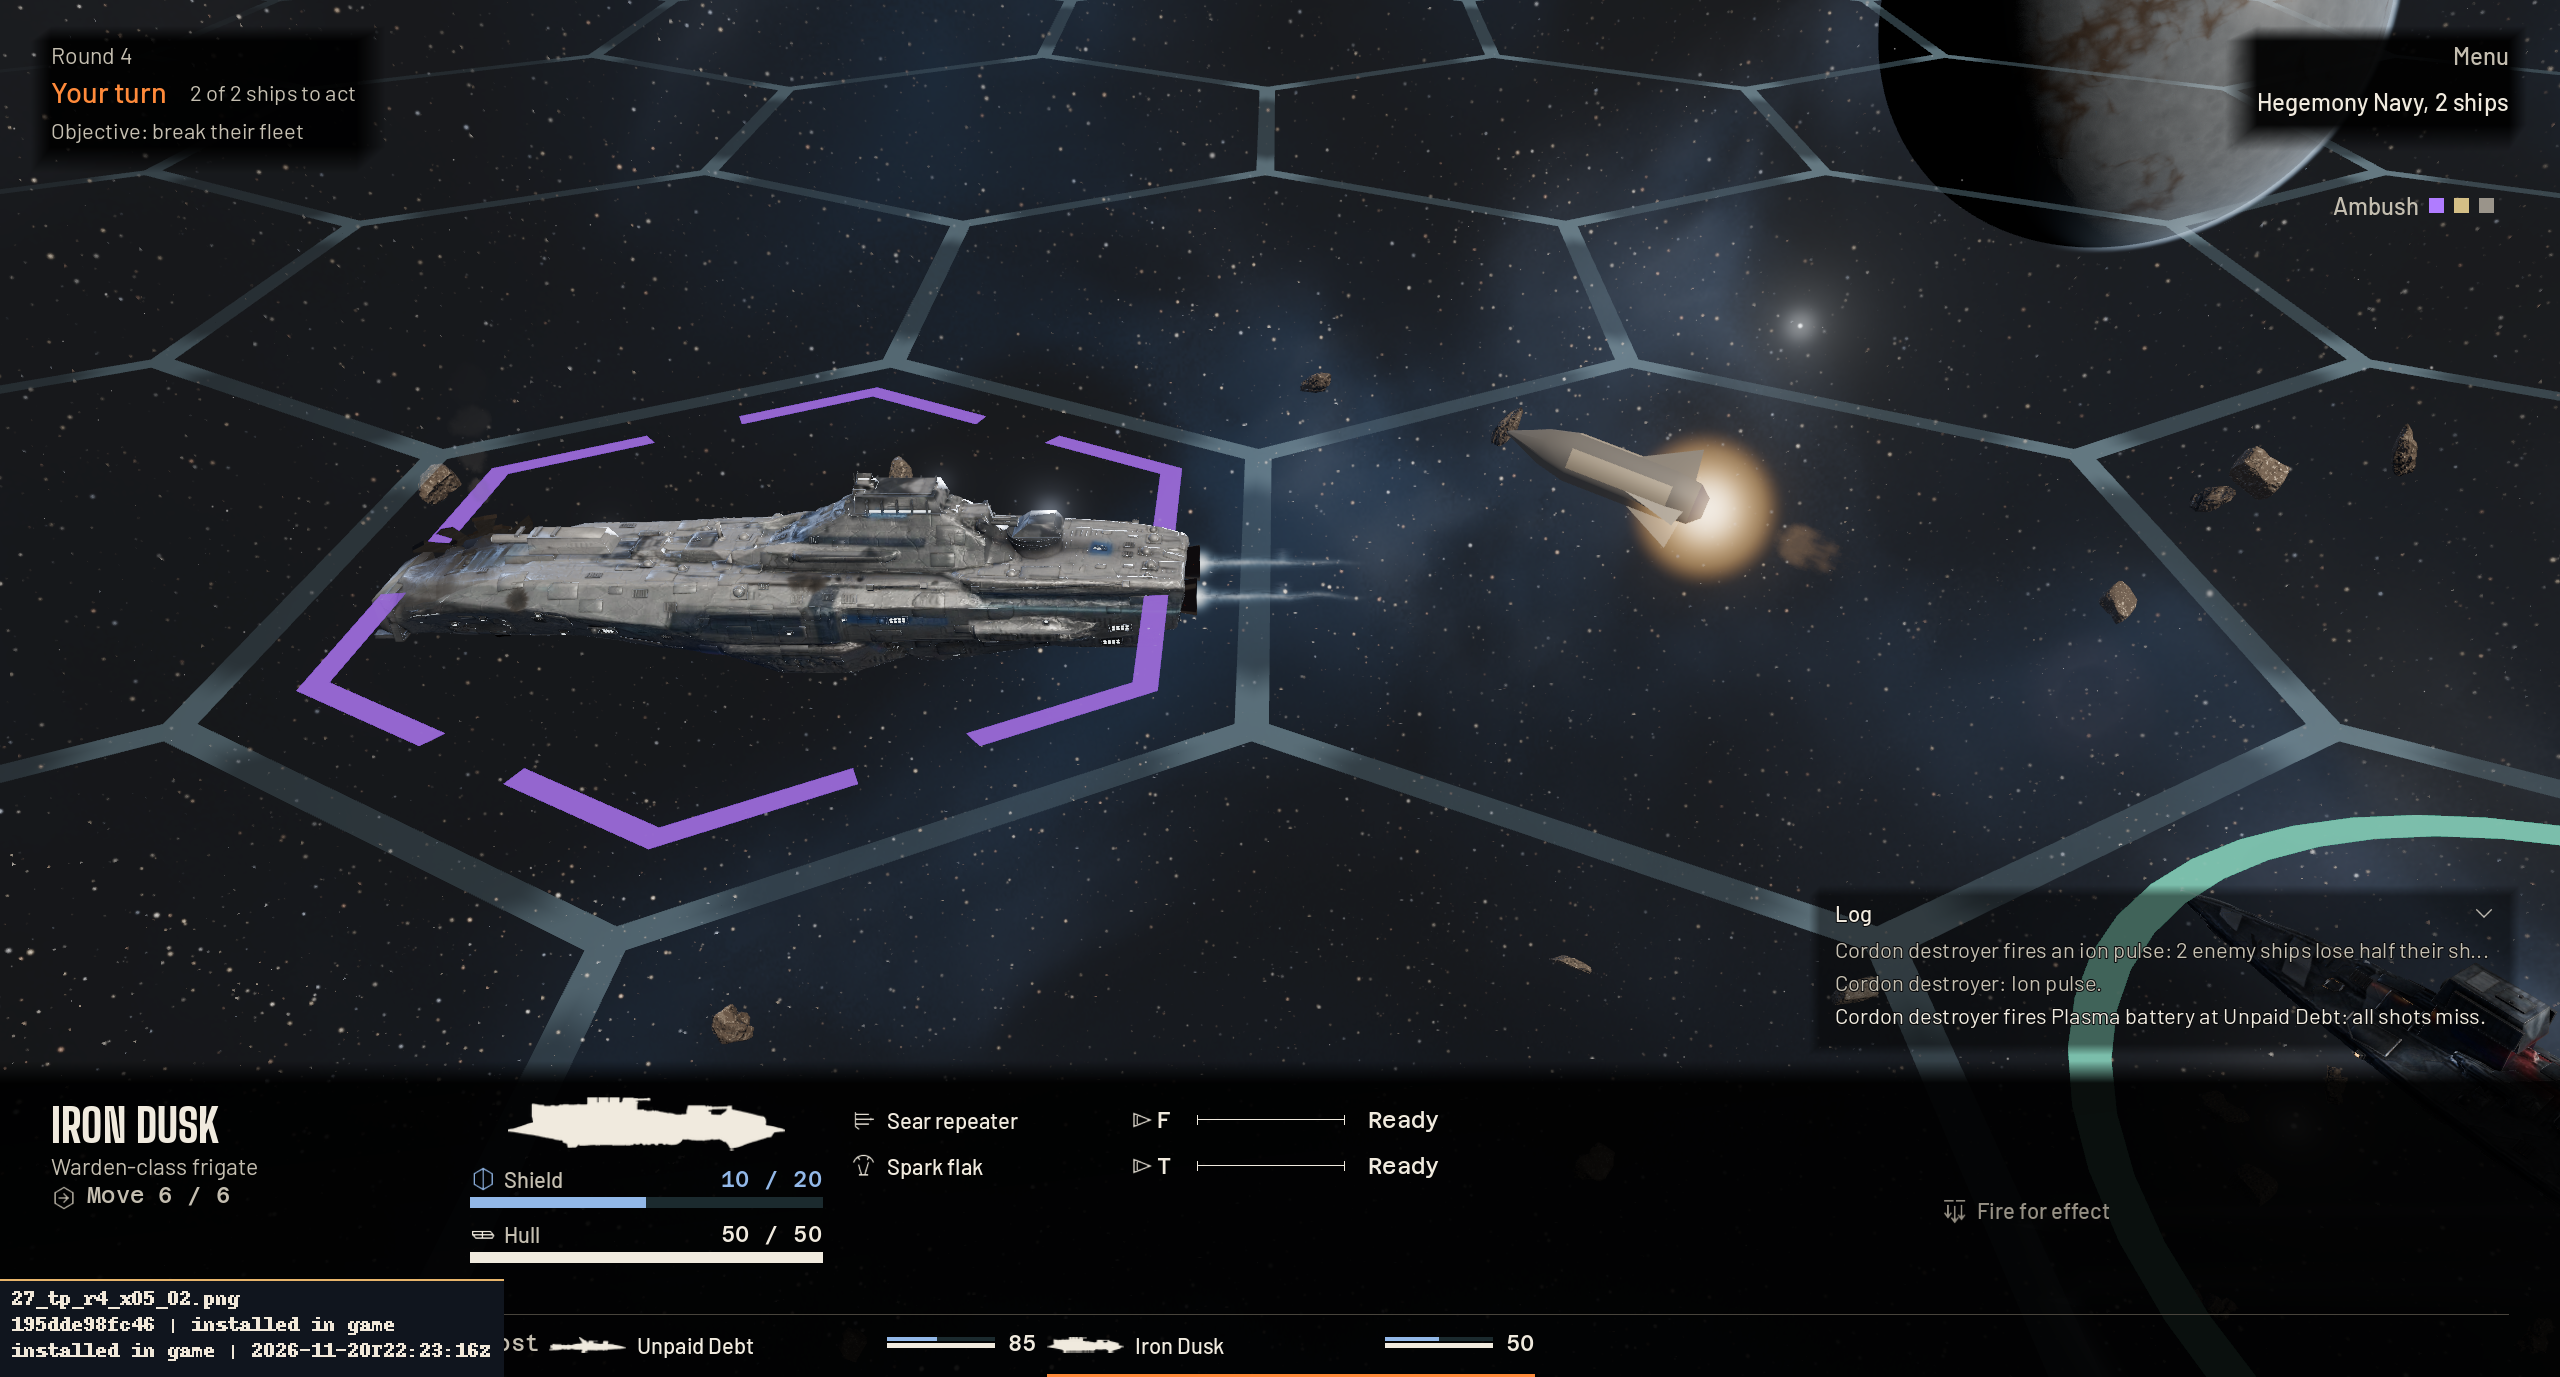 Round 4
Your turn 2 of 2 ships to act
Objective: break their fleet
Menu
Hegemony Navy, 2 ships
Ambush
Log
Cordon destroyer fires an ion pulse: 2 enemy ships lose half their sh...
Cordon destroyer: Ion pulse.
Cordon destroyer fires Plasma battery at Unpaid Debt: all shots miss.
IRON DUSK
Warden-class frigate
Move 6 / 6
Shield 10 / 20
Hull 50 / 50
Sear repeater F Ready
Spark flak T Ready
Fire for effect
27_tp_r4_x05_02.png
195dde98fc46 | installed in game
installed in game | 2026-11-20T22:23:16Z
Unpaid Debt 85 Iron Dusk 50